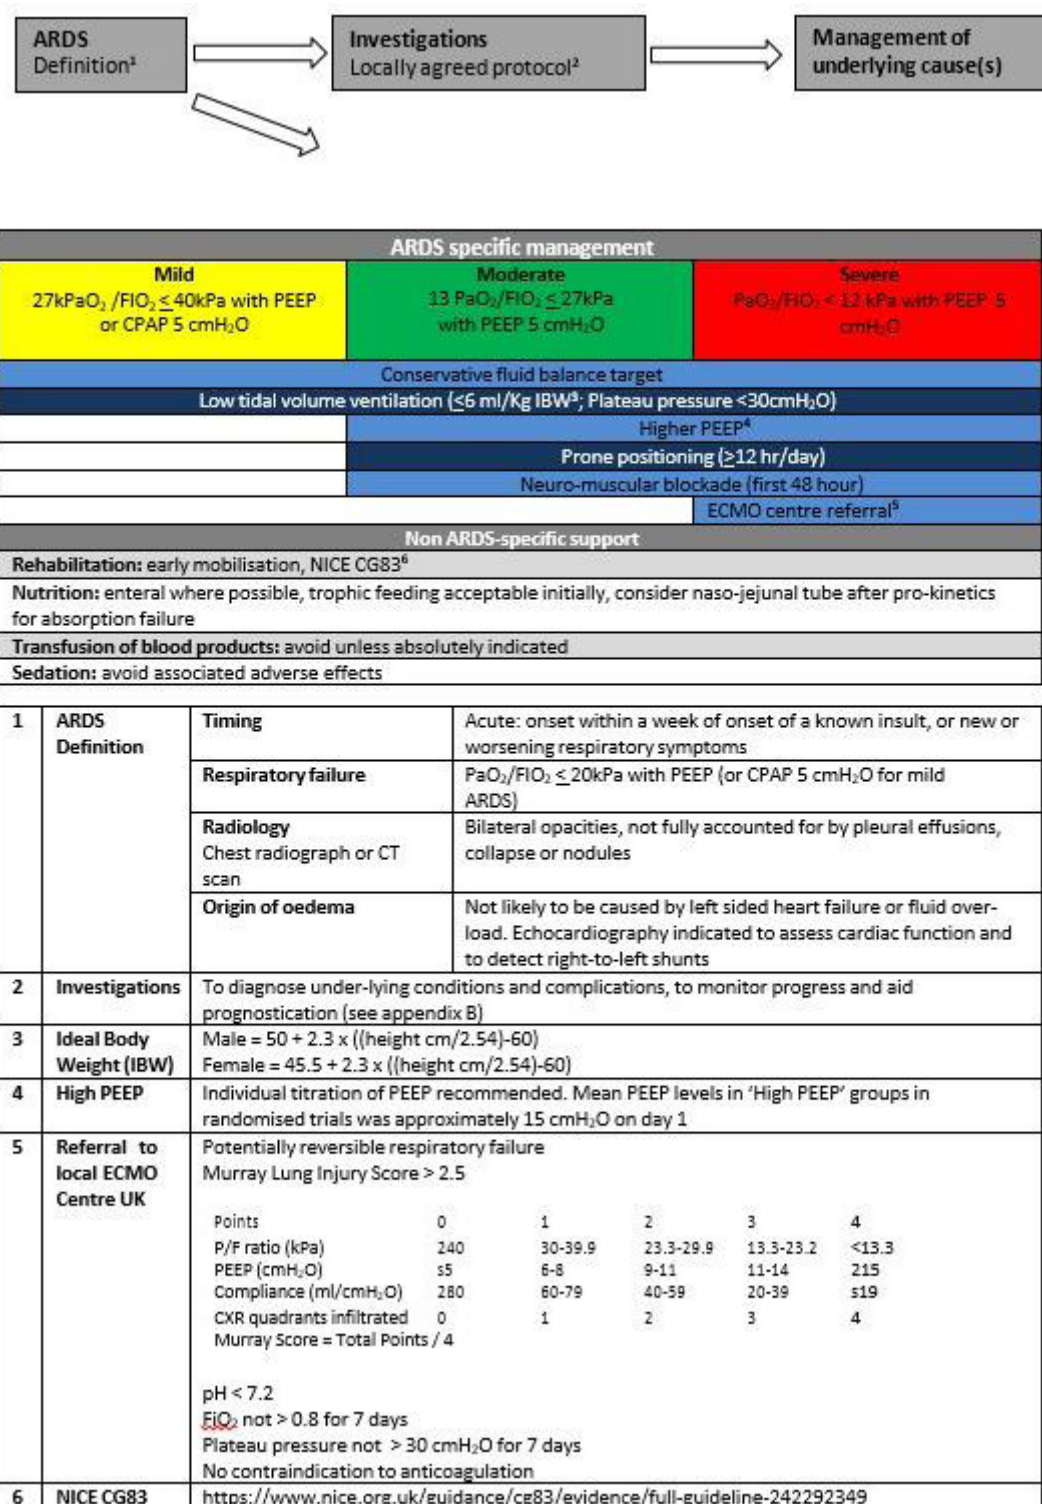 ARDS
Definition¹
Investigations
Locally agreed protocol²
Management of
underlying cause(s)
ARDS specific management
Mild
27kPaO₂ /FIO₂ ≤ 40kPa with PEEP
or CPAP 5 cmH₂O
Moderate
13 PaO₂/FIO₂ ≤ 27kPa
with PEEP 5 cmH₂O
Severe
PaO₂/FIO₂ < 12 kPa with PEEP 5
cmH₂O
Conservative fluid balance target
Low tidal volume ventilation (≤6 ml/Kg IBW³; Plateau pressure <30cmH₂O)
Higher PEEP⁴
Prone positioning (≥12 hr/day)
Neuro-muscular blockade (first 48 hour)
ECMO centre referral⁵
Non ARDS-specific support
Rehabilitation: early mobilisation, NICE CG83⁶
Nutrition: enteral where possible, trophic feeding acceptable initially, consider naso-jejunal tube after pro-kinetics
for absorption failure
Transfusion of blood products: avoid unless absolutely indicated
Sedation: avoid associated adverse effects
1 ARDS Timing Acute: onset within a week of onset of a known insult, or new or
Definition worsening respiratory symptoms
Respiratory failure PaO₂/FIO₂ ≤ 20kPa with PEEP (or CPAP 5 cmH₂O for mild
ARDS)
Radiology Bilateral opacities, not fully accounted for by pleural effusions,
Chest radiograph or CT collapse or nodules
scan
Origin of oedema Not likely to be caused by left sided heart failure or fluid over-
load. Echocardiography indicated to assess cardiac function and
to detect right-to-left shunts
2 Investigations To diagnose under-lying conditions and complications, to monitor progress and aid
prognostication (see appendix B)
3 Ideal Body Male = 50 + 2.3 x ((height cm/2.54)-60)
Weight (IBW) Female = 45.5 + 2.3 x ((height cm/2.54)-60)
4 High PEEP Individual titration of PEEP recommended. Mean PEEP levels in 'High PEEP' groups in
randomised trials was approximately 15 cmH₂O on day 1
5 Referral to Potentially reversible respiratory failure
local ECMO Murray Lung Injury Score > 2.5
Centre UK
Points 0 1 2 3 4
P/F ratio (kPa) 240 30-39.9 23.3-29.9 13.3-23.2 <13.3
PEEP (cmH₂O) s5 6-8 9-11 11-14 215
Compliance (ml/cmH₂O) 280 60-79 40-59 20-39 s19
CXR quadrants infiltrated 0 1 2 3 4
Murray Score = Total Points / 4
pH < 7.2
FiO₂ not > 0.8 for 7 days
Plateau pressure not > 30 cmH₂O for 7 days
No contraindication to anticoagulation
6 NICE CG83 https://www.nice.org.uk/guidance/cg83/evidence/full-guideline-242292349